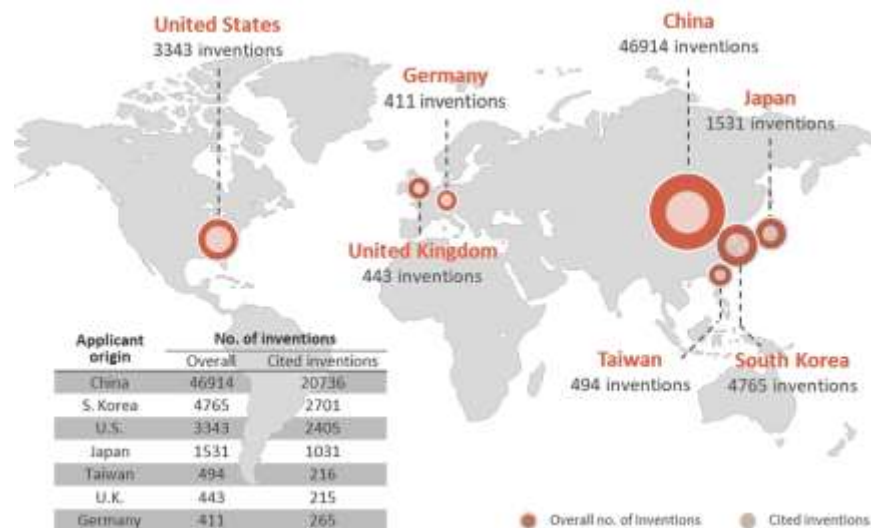 United States
3343 inventions
China
46914 inventions
Germany
411 inventions
Japan
1531 inventions
United Kingdom
443 inventions
Taiwan
494 inventions
South Korea
4765 inventions
Applicant origin No. of inventions
Overall Cited inventions
China 46914 20736
S. Korea 4765 2701
U.S. 3343 2405
Japan 1531 1031
Taiwan 494 216
U.K. 443 215
Germany 411 265
Overall no. of Inventions Cited inventions